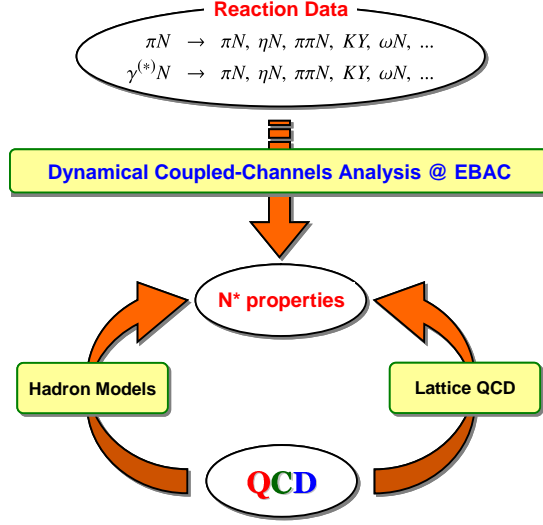 Reaction Data
πN → πN, ηN, ππN, KY, ωN, ...
γ(*)N → πN, ηN, ππN, KY, ωN, ...
Dynamical Coupled-Channels Analysis @ EBAC
N* properties
Hadron Models
Lattice QCD
QCD